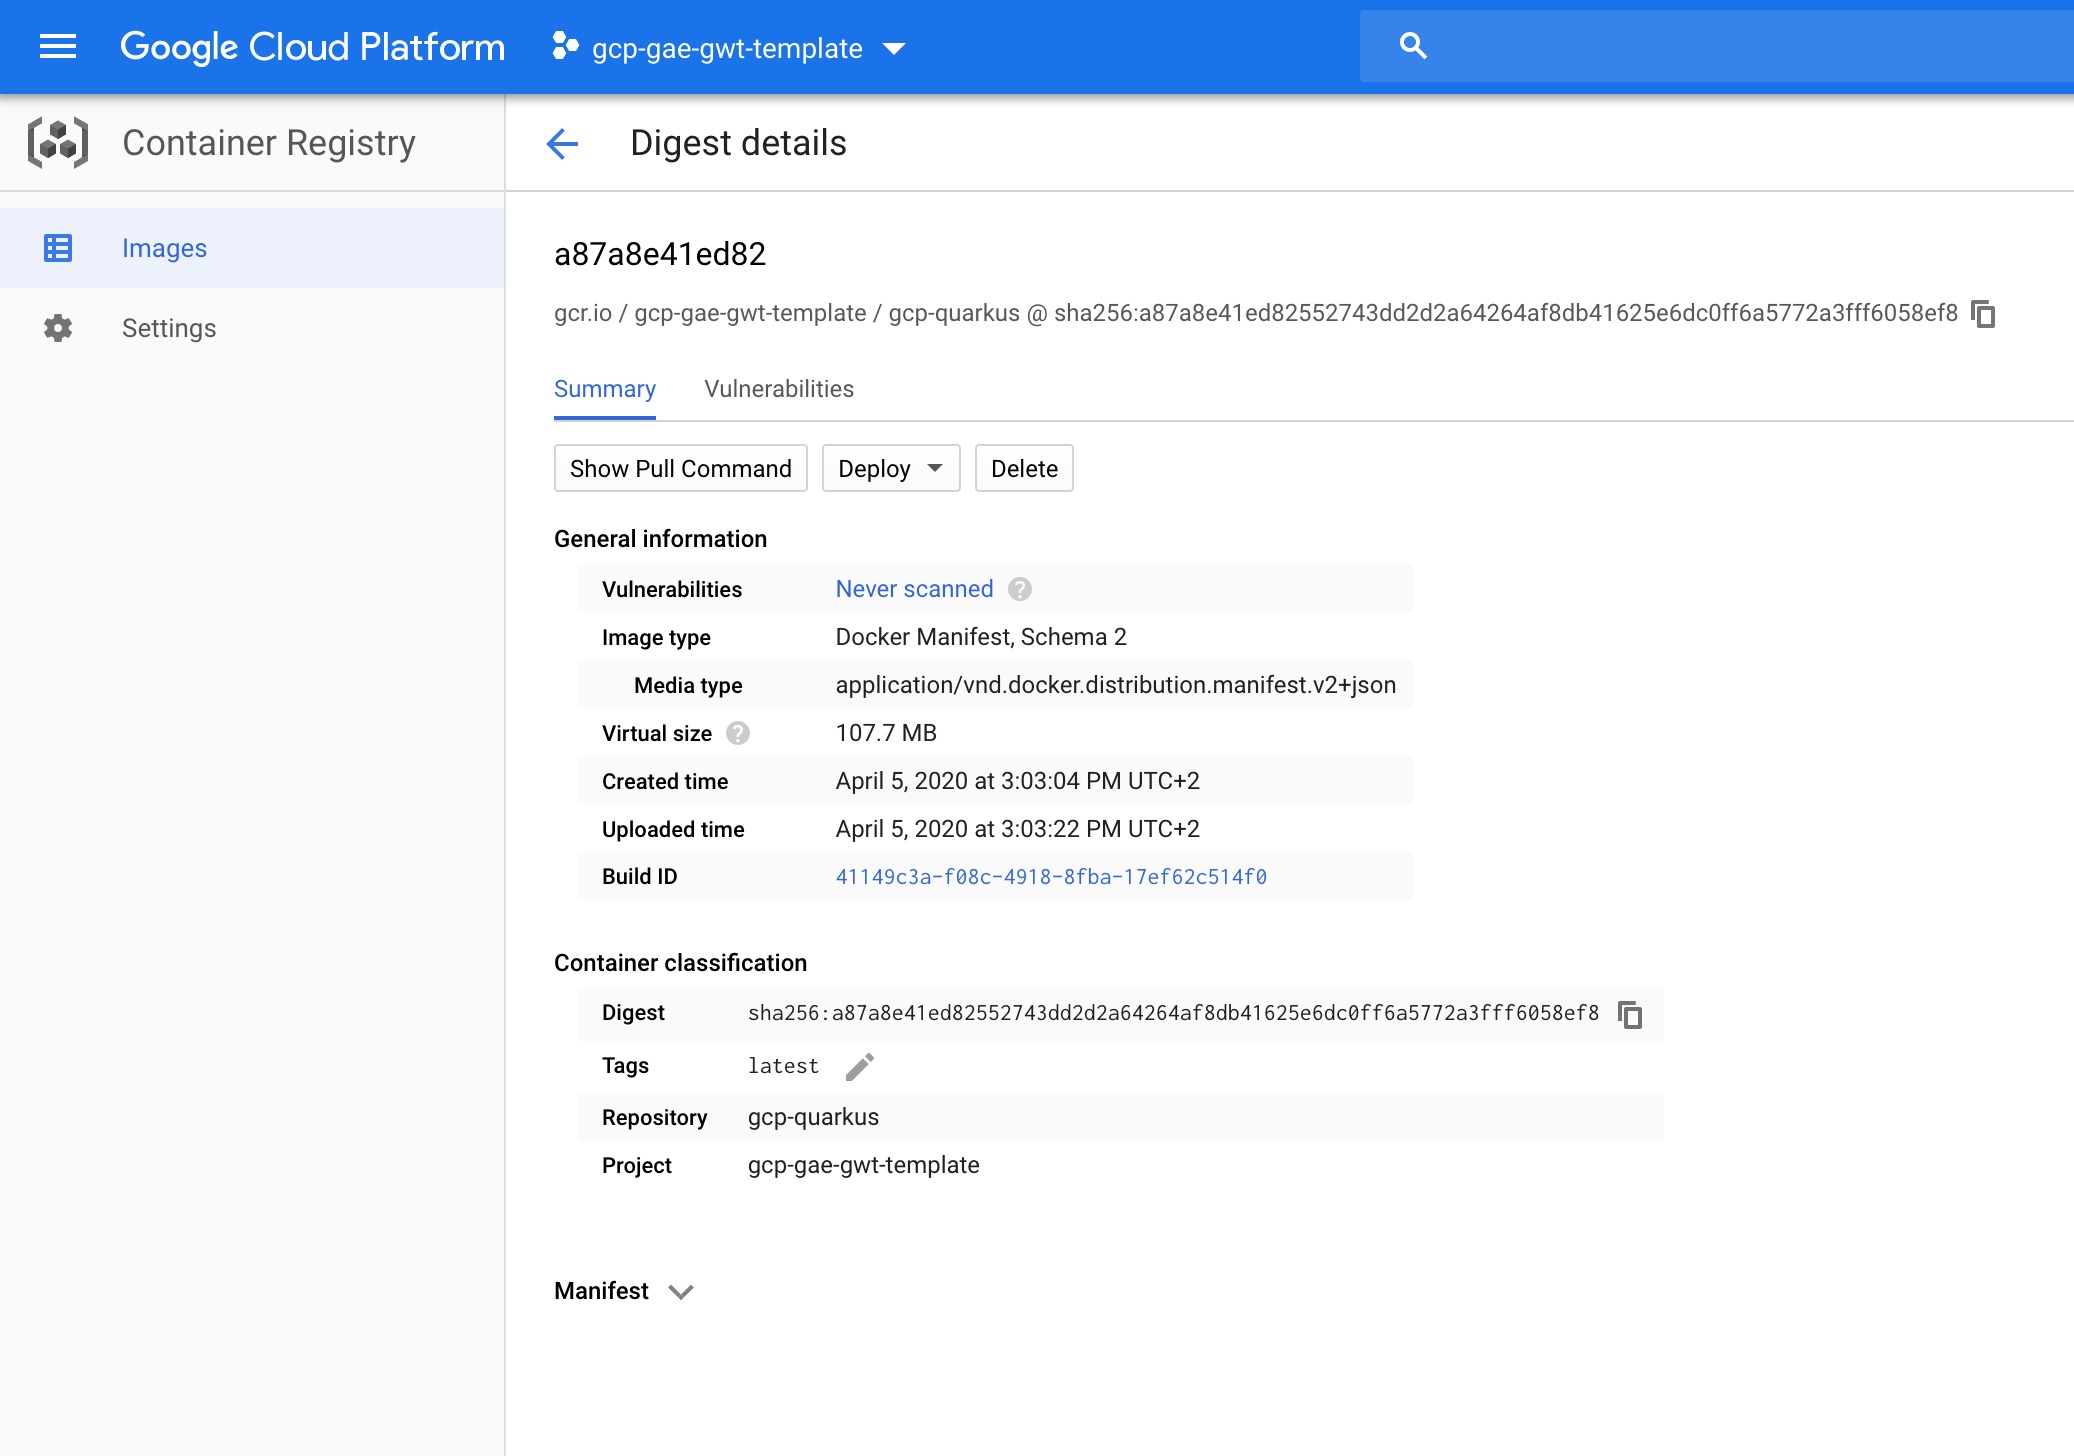 Google Cloud Platform gcp-gae-gwt-template
Container Registry
Images
Settings
Digest details
a87a8e41ed82
gcr.io / gcp-gae-gwt-template / gcp-quarkus @ sha256:a87a8e41ed82552743dd2d2a64264af8db41625e6dc0ff6a5772a3fff6058ef8
Summary Vulnerabilities
Show Pull Command Deploy Delete
General information
Vulnerabilities Never scanned ?
Image type Docker Manifest, Schema 2
Media type application/vnd.docker.distribution.manifest.v2+json
Virtual size ? 107.7 MB
Created time April 5, 2020 at 3:03:04 PM UTC+2
Uploaded time April 5, 2020 at 3:03:22 PM UTC+2
Build ID 41149c3a-f08c-4918-8fba-17ef62c514f0
Container classification
Digest sha256:a87a8e41ed82552743dd2d2a64264af8db41625e6dc0ff6a5772a3fff6058ef8
Tags latest
Repository gcp-quarkus
Project gcp-gae-gwt-template
Manifest